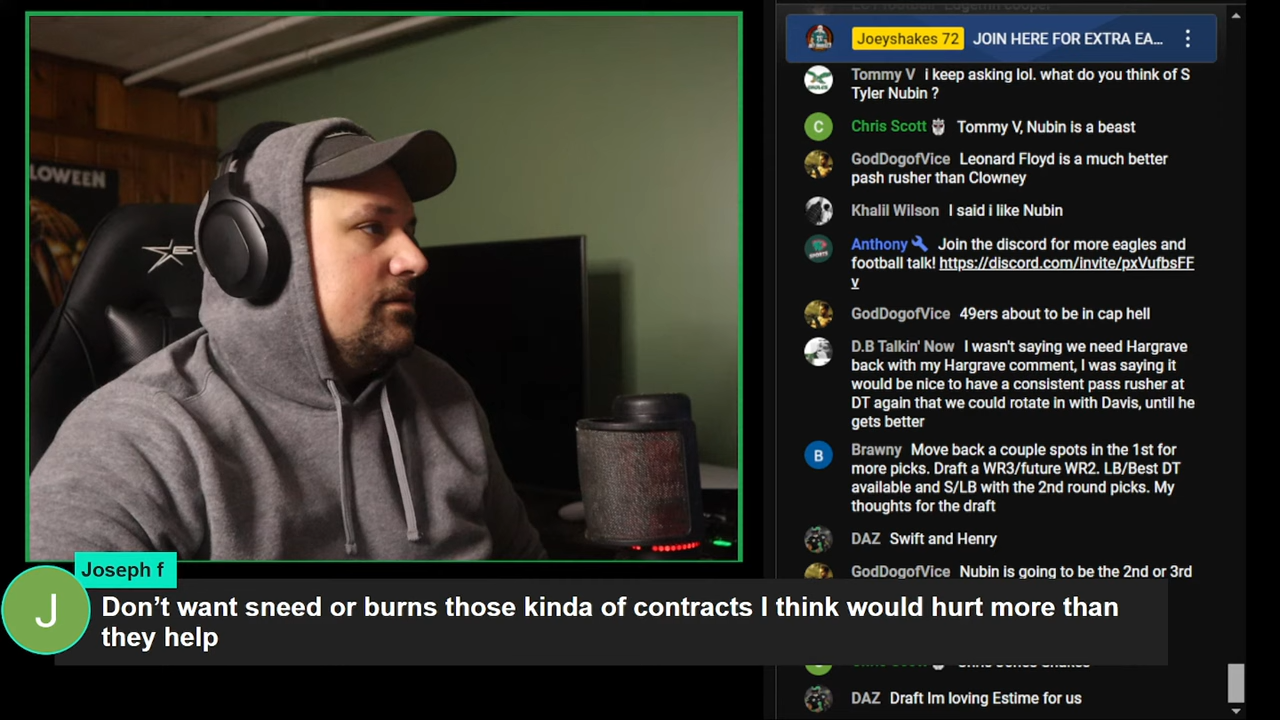 LOWEEN
Joeyshakes 72 JOIN HERE FOR EXTRA EA...
Tommy V i keep asking lol. what do you think of S
Tyler Nubin ?
C
Chris Scott Tommy V, Nubin is a beast
GodDogofVice Leonard Floyd is a much better
pash rusher than Clowney
Khalil Wilson I said i like Nubin
Anthony Join the discord for more eagles and
football talk! https://discord.com/invite/pxVufbsFF
v
GodDogofVice 49ers about to be in cap hell
D.B Talkin' Now I wasn't saying we need Hargrave
back with my Hargrave comment, I was saying it
would be nice to have a consistent pass rusher at
DT again that we could rotate in with Davis, until he
gets better
B
Brawny Move back a couple spots in the 1st for
more picks. Draft a WR3/future WR2. LB/Best DT
available and S/LB with the 2nd round picks. My
thoughts for the draft
DAZ Swift and Henry
GodDogofVice Nubin is going to be the 2nd or 3rd
Joseph f
J
Don’t want sneed or burns those kinda of contracts I think would hurt more than
they help
DAZ Draft Im loving Estime for us